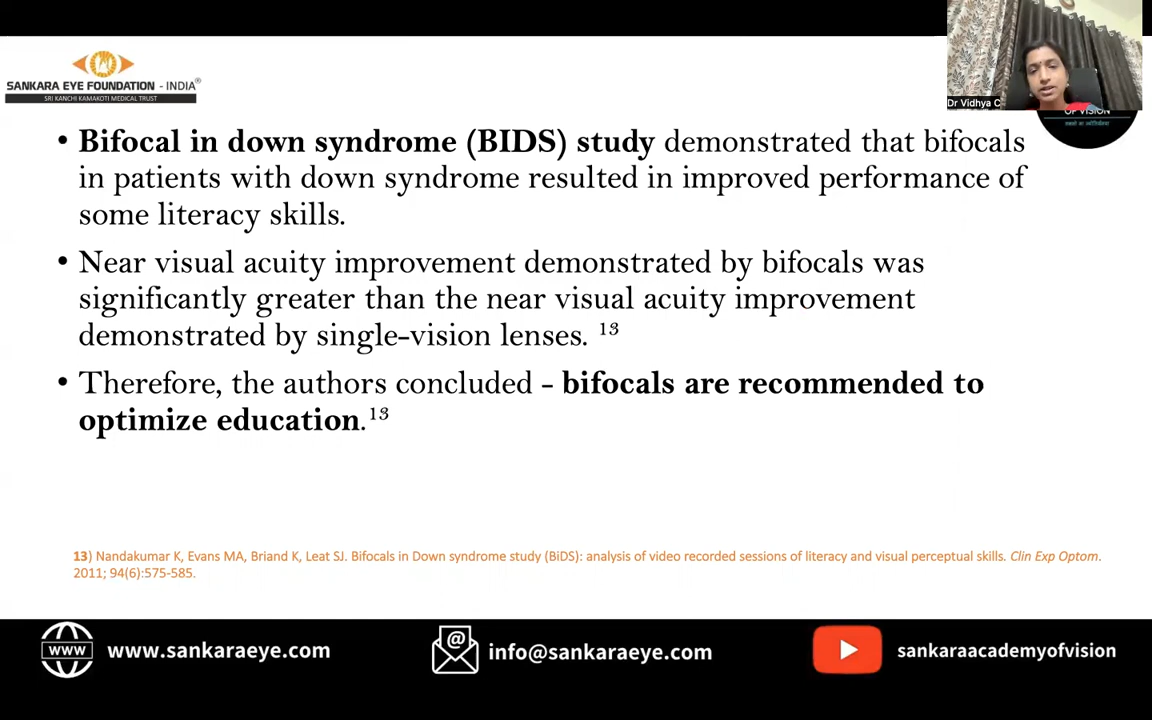 SANKARA EYE FOUNDATION - INDIA®
SRI KANCHI KAMAKOTI MEDICAL TRUST
Dr Vidhya C
OF VISION
• Bifocal in down syndrome (BIDS) study demonstrated that bifocals
in patients with down syndrome resulted in improved performance of
some literacy skills.
• Near visual acuity improvement demonstrated by bifocals was
significantly greater than the near visual acuity improvement
demonstrated by single-vision lenses. 13
• Therefore, the authors concluded - bifocals are recommended to
optimize education.13
13) Nandakumar K, Evans MA, Briand K, Leat SJ. Bifocals in Down syndrome study (BiDS): analysis of video recorded sessions of literacy and visual perceptual skills. Clin Exp Optom.
2011; 94(6):575-585.
WWW www.sankaraeye.com
@ info@sankaraeye.com
sankaraacademyofvision